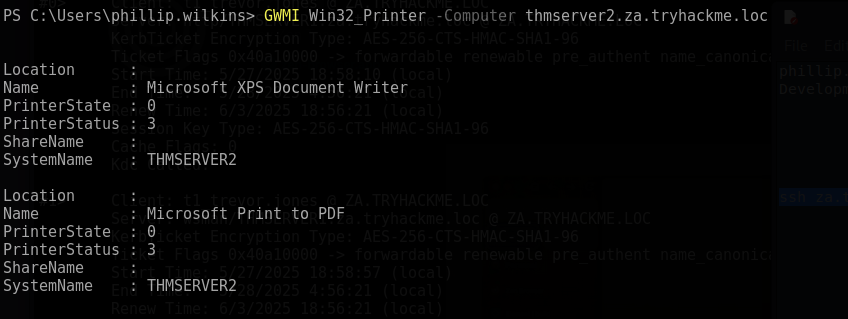 PS C:\Users\phillip.wilkins> GWMI Win32_Printer -Computer thmserver2.za.tryhackme.loc
Location      :
Name          : Microsoft XPS Document Writer
PrinterState  : 0
PrinterStatus : 3
ShareName     :
SystemName    : THMSERVER2
Location      :
Name          : Microsoft Print to PDF
PrinterState  : 0
PrinterStatus : 3
ShareName     :
SystemName    : THMSERVER2